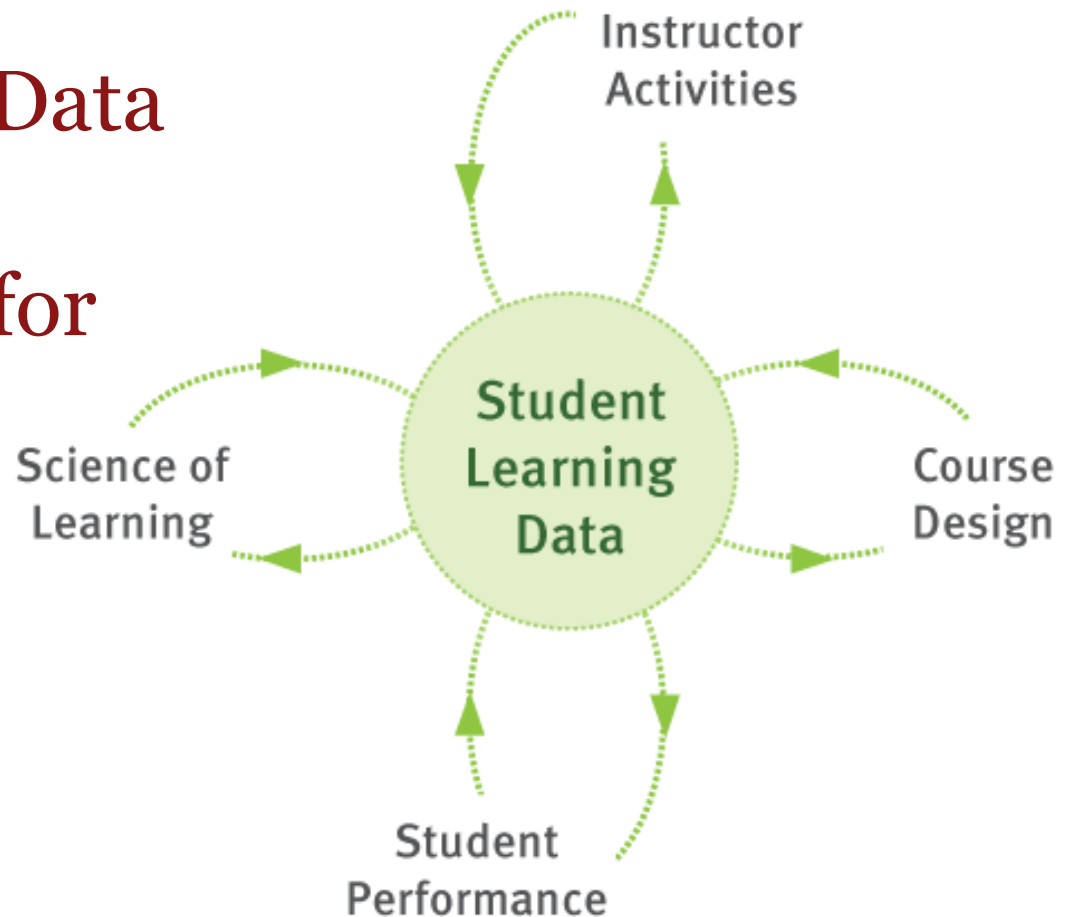 Data
for
Instructor
Activities
Student
Learning
Data
Science of
Learning
Course
Design
Student
Performance